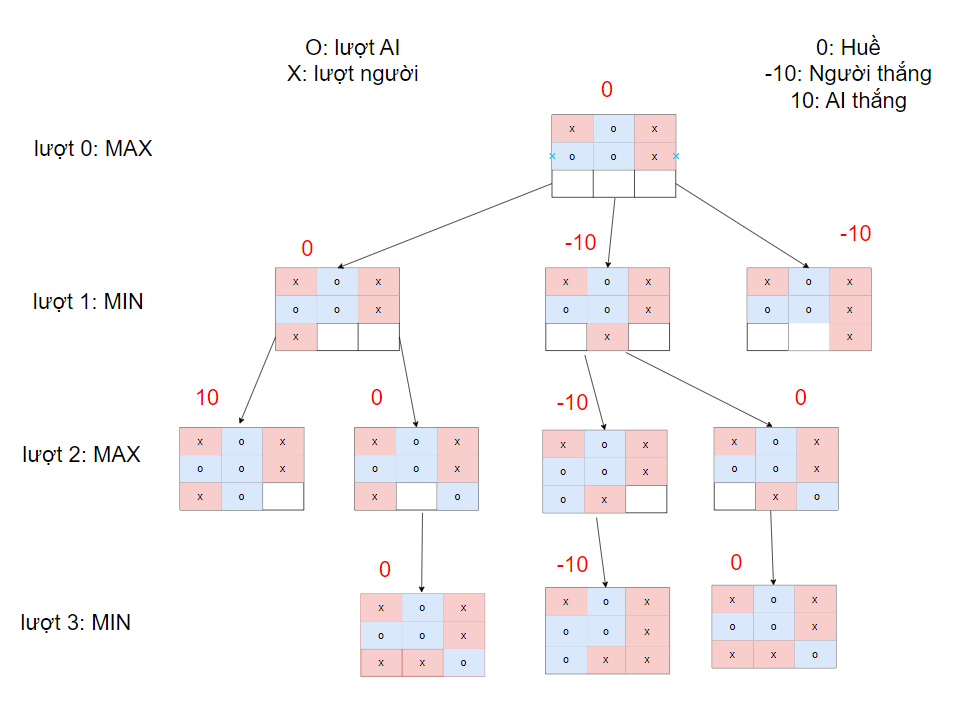 O: lượt AI
X: lượt người
0: Huề
-10: Người thắng
10: AI thắng
0
lượt 0: MAX
x o x
o o x
0
-10
-10
lượt 1: MIN
x o x
o o x
x
x o x
o o x
x
x o x
o o x
x
10
0
-10
0
lượt 2: MAX
x o x
o o x
x o
x o x
o o x
x o
x o x
o o x
o x
x o x
o o x
x o
0
-10
0
lượt 3: MIN
x o x
o o x
x x o
x o x
o o x
o x x
x o x
o o x
x x o